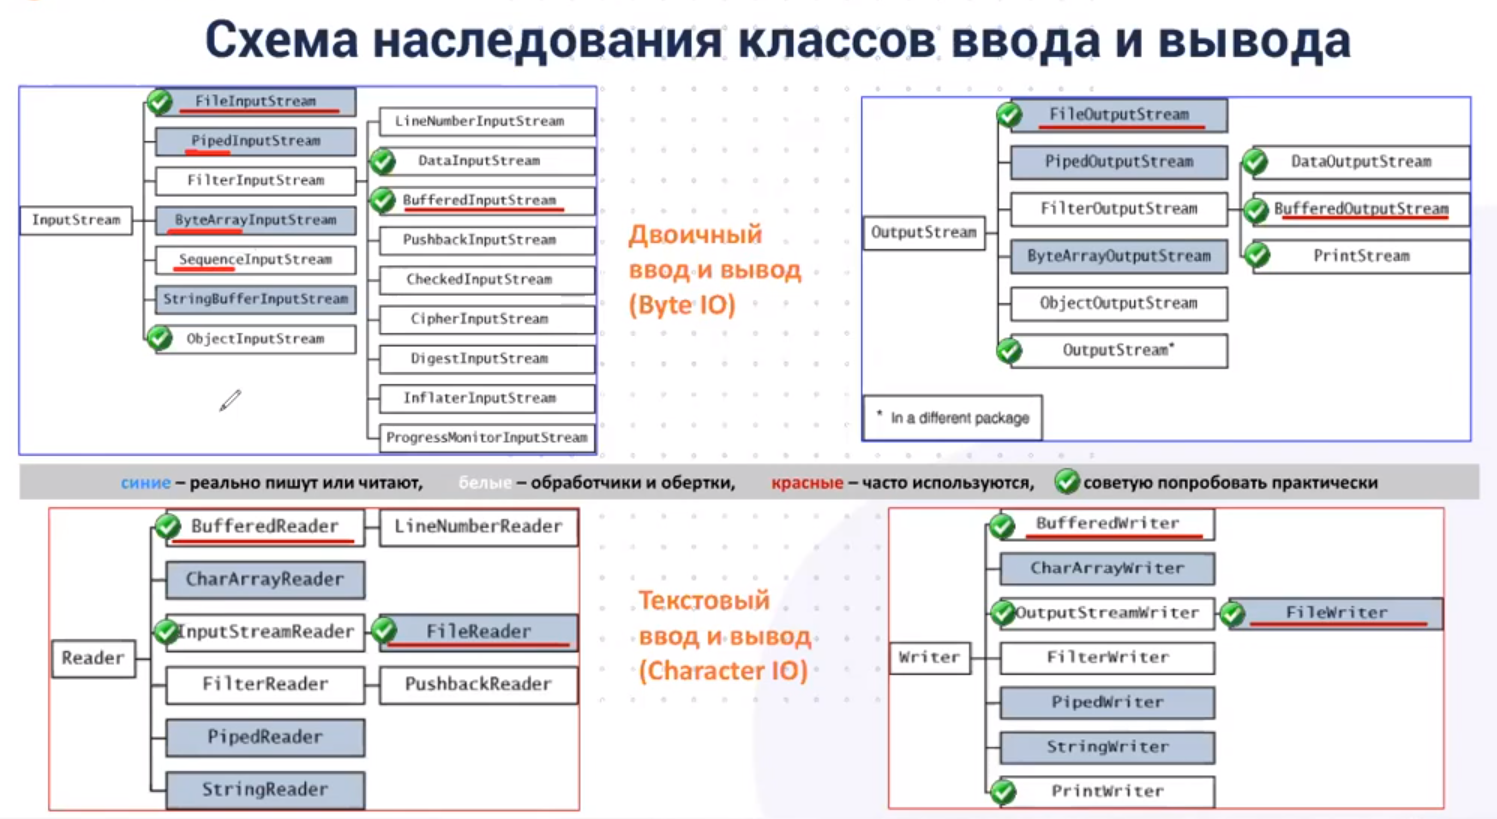 Схема наследования классов ввода и вывода
FileInputStream
PipedInputStream
FilterInputStream
InputStream
ByteArrayInputStream
SequenceInputStream
StringBufferInputStream
ObjectInputStream
LineNumberInputStream
DataInputStream
BufferedInputStream
PushbackInputStream
CheckedInputStream
CipherInputStream
DigestInputStream
InflaterInputStream
ProgressMonitorInputStream
Двоичный
ввод и вывод
(Byte IO)
FileOutputStream
PipedOutputStream
FilterOutputStream
OutputStream
ByteArrayOutputStream
ObjectOutputStream
OutputStream*
DataOutputStream
BufferedOutputStream
PrintStream
* In a different package
синие – реально пишут или читают, белые – обработчики и обертки, красные – часто используются, советую попробовать практически
BufferedReader
LineNumberReader
CharArrayReader
InputStreamReader
FileReader
Reader
FilterReader
PushbackReader
PipedReader
StringReader
Текстовый
ввод и вывод
(Character IO)
BufferedWriter
CharArrayWriter
OutputStreamWriter
FileWriter
Writer
FilterWriter
PipedWriter
StringWriter
PrintWriter